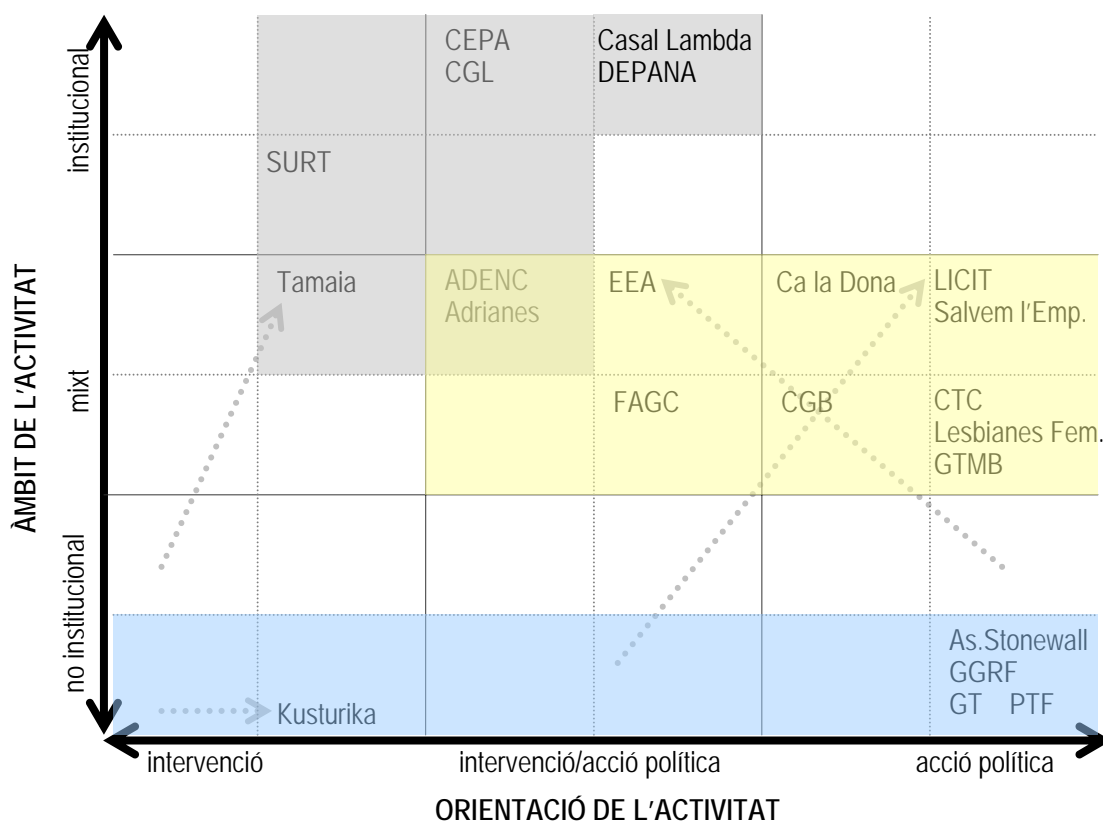 institucional
mixt
no institucional
ÀMBIT DE L'ACTIVITAT
CEPA
CGL
Casal Lambda
DEPANA
SURT
Tamaia
ADENC
Adrianes
EEA
Ca la Dona
LICIT
Salvem l'Emp.
FAGC
CGB
CTC
Lesbianes Fem.
GTMB
As.Stonewall
GGRF
GT PTF
Kusturika
intervenció
intervenció/acció política
acció política
ORIENTACIÓ DE L'ACTIVITAT